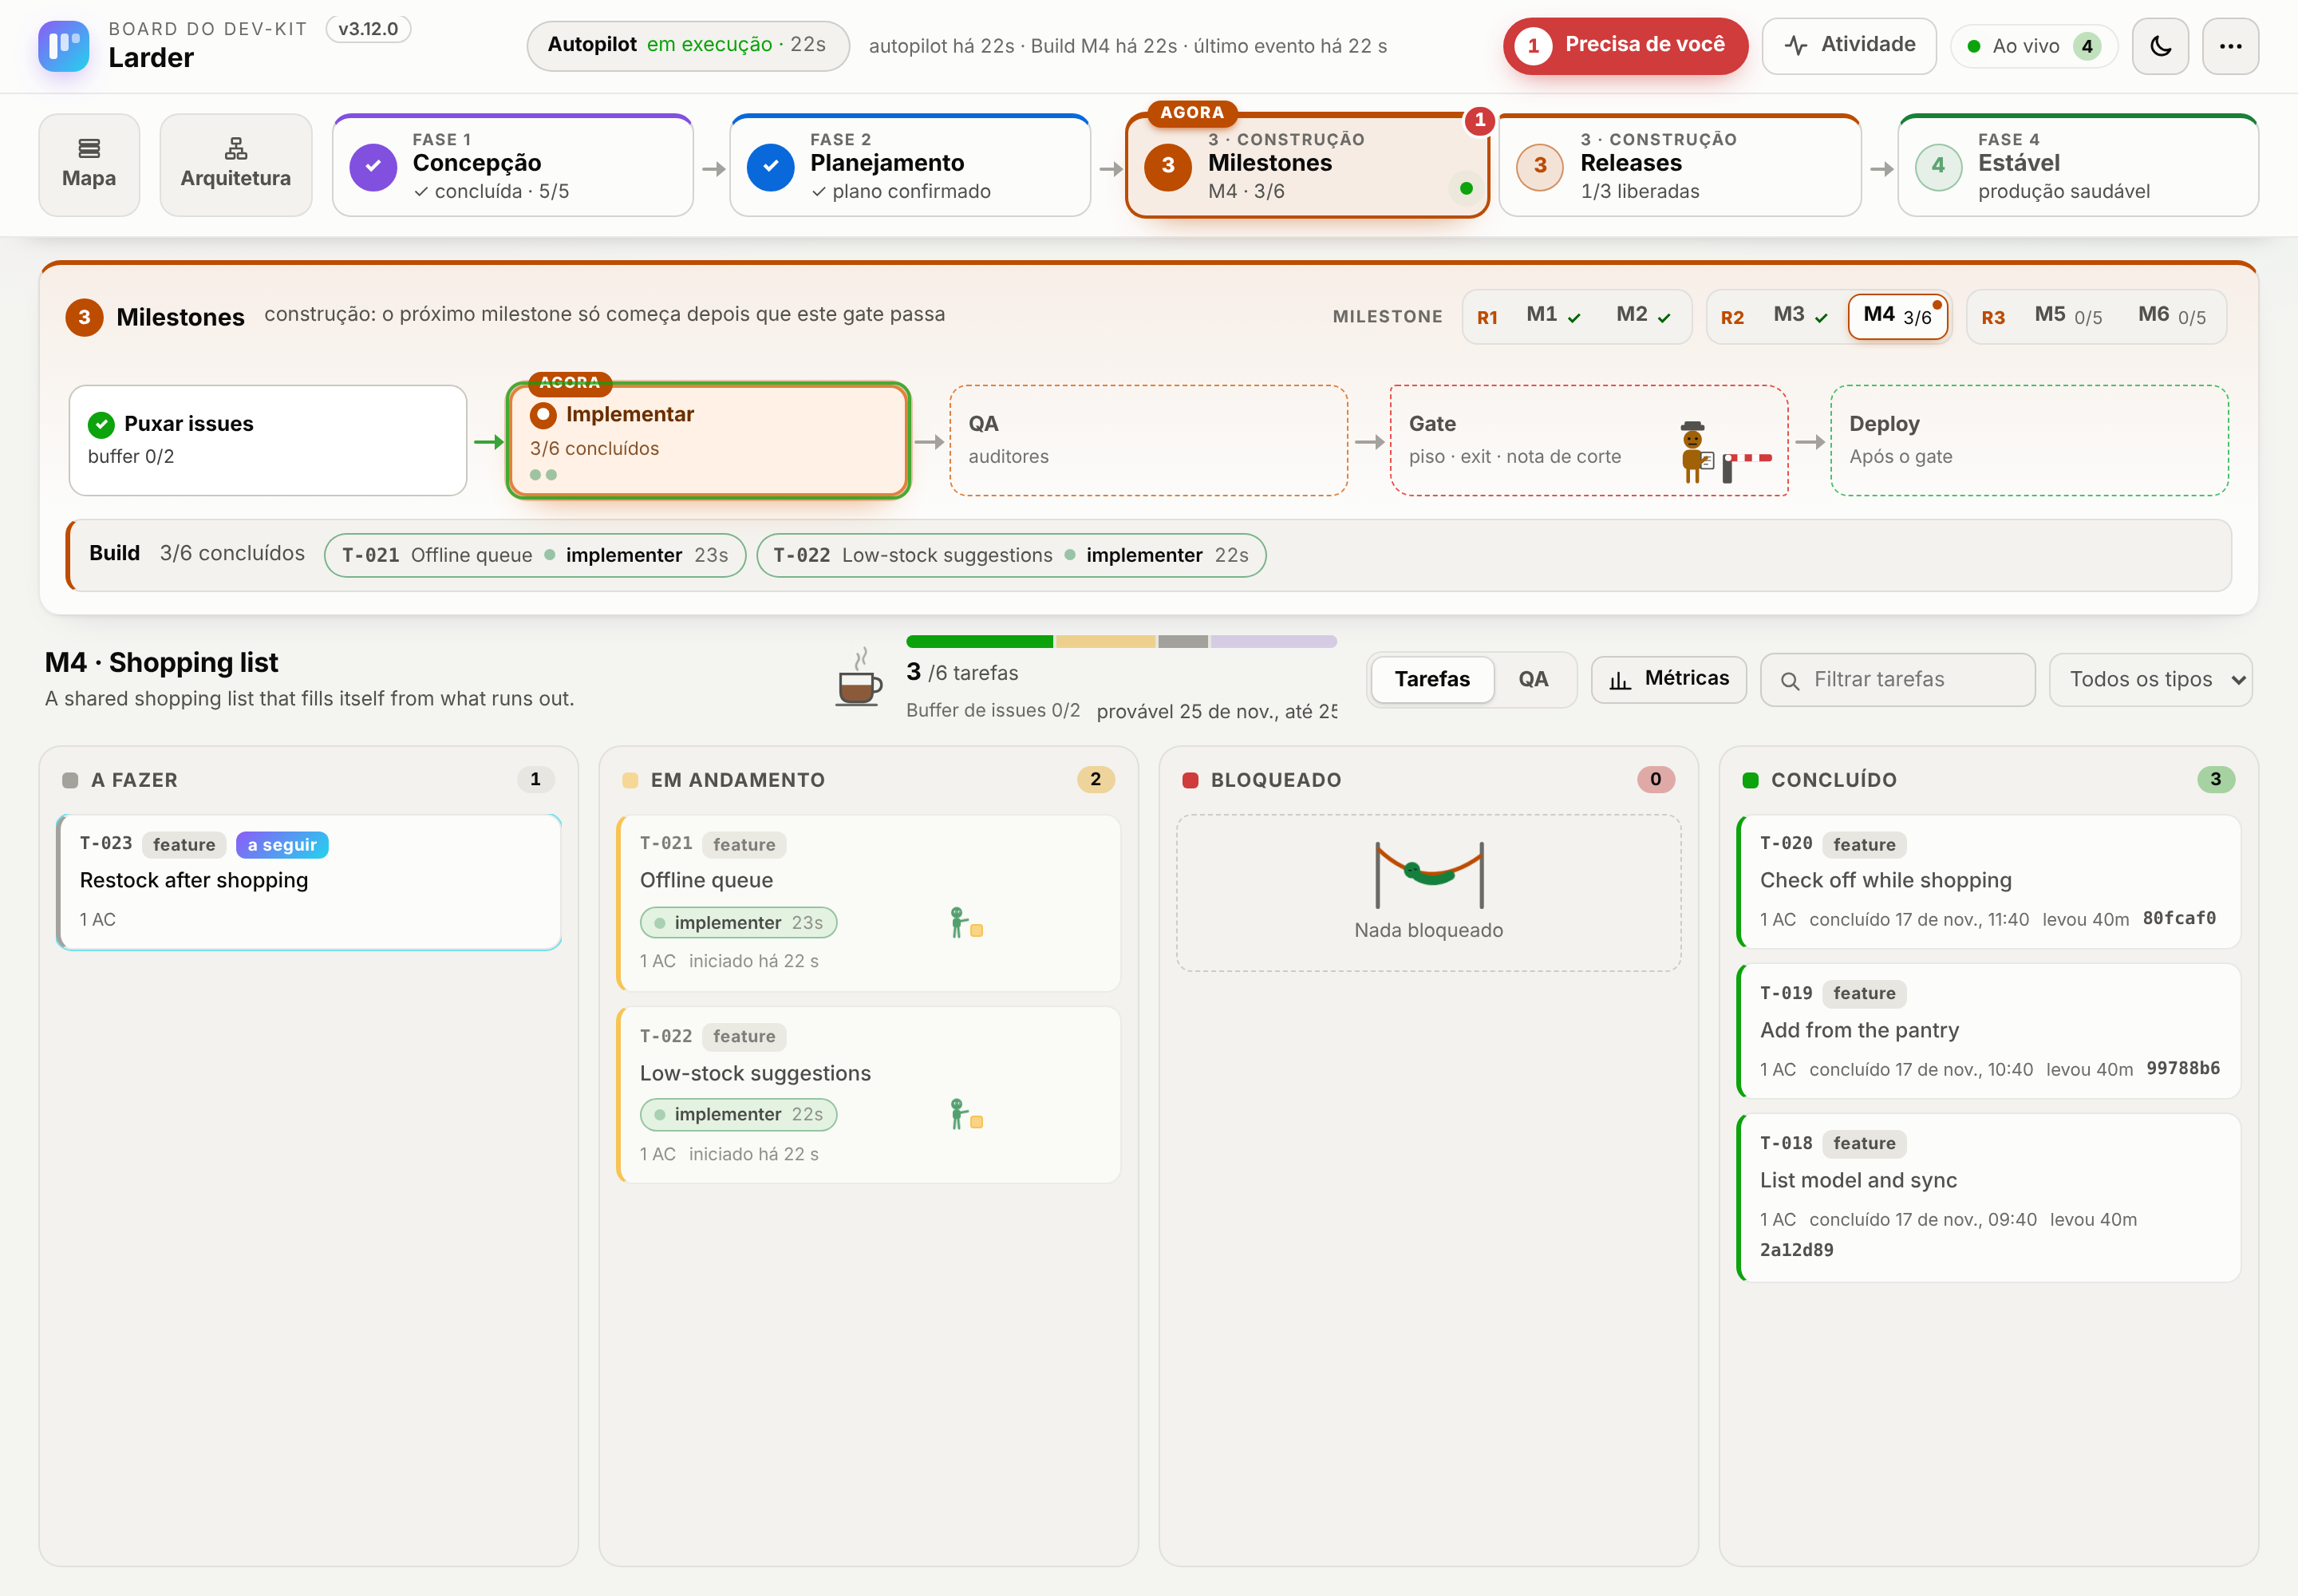 BOARD DO DEV-KIT v3.12.0
Larder
Autopilot em execução · 22s
autopilot há 22s · Build M4 há 22s · último evento há 22 s
1 Precisa de você
Atividade
Ao vivo 4
Mapa
Arquitetura
FASE 1
Concepção
✓ concluída · 5/5
FASE 2
Planejamento
✓ plano confirmado
AGORA
1
3
3 · CONSTRUÇÃO
Milestones
M4 · 3/6
3
3 · CONSTRUÇÃO
Releases
1/3 liberadas
4
FASE 4
Estável
produção saudável
3 Milestones construção: o próximo milestone só começa depois que este gate passa
MILESTONE R1 M1 ✓ M2 ✓ R2 M3 ✓ M4 3/6 R3 M5 0/5 M6 0/5
Puxar issues
buffer 0/2
AGORA
Implementar
3/6 concluídos
QA
auditores
Gate
piso · exit · nota de corte
Deploy
Após o gate
Build 3/6 concluídos T-021 Offline queue implementer 23s T-022 Low-stock suggestions implementer 22s
M4 · Shopping list
A shared shopping list that fills itself from what runs out.
3 /6 tarefas
Buffer de issues 0/2 provável 25 de nov., até 25
Tarefas QA Métricas Filtrar tarefas Todos os tipos
A FAZER 1
T-023 feature a seguir
Restock after shopping
1 AC
EM ANDAMENTO 2
T-021 feature
Offline queue
implementer 23s
1 AC iniciado há 22 s
T-022 feature
Low-stock suggestions
implementer 22s
1 AC iniciado há 22 s
BLOQUEADO 0
Nada bloqueado
CONCLUÍDO 3
T-020 feature
Check off while shopping
1 AC concluído 17 de nov., 11:40 levou 40m 80fcaf0
T-019 feature
Add from the pantry
1 AC concluído 17 de nov., 10:40 levou 40m 99788b6
T-018 feature
List model and sync
1 AC concluído 17 de nov., 09:40 levou 40m
2a12d89